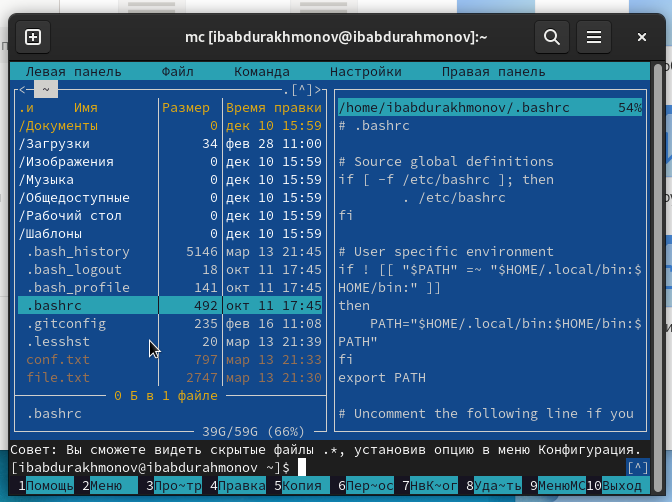 mc [ibabdurakhmonov@ibabdurahmonov]:~
Левая панель Файл Команда Настройки Правая панель
<— ~ .[^]>
.и Имя Размер Время правки
/Документы 0 дек 10 15:59
/Загрузки 34 фев 28 11:00
/Изображения 0 дек 10 15:59
/Музыка 0 дек 10 15:59
/Общедоступные 0 дек 10 15:59
/Рабочий стол 0 дек 10 15:59
/Шаблоны 0 дек 10 15:59
.bash_history 5146 мар 13 21:45
.bash_logout 18 окт 11 17:45
.bash_profile 141 окт 11 17:45
.bashrc 492 окт 11 17:45
.gitconfig 235 фев 16 11:08
.lesshst 20 мар 13 21:39
conf.txt 797 мар 13 21:33
file.txt 2747 мар 13 21:30
0 Б в 1 файле
.bashrc
39G/59G (66%)
/home/ibabdurakhmonov/.bashrc 54%
# .bashrc
# Source global definitions
if [ -f /etc/bashrc ]; then
. /etc/bashrc
fi
# User specific environment
if ! [[ "$PATH" =~ "$HOME/.local/bin:$
HOME/bin:" ]]
then
PATH="$HOME/.local/bin:$HOME/bin:$
PATH"
fi
export PATH
# Uncomment the following line if you
Совет: Вы сможете видеть скрытые файлы .*, установив опцию в меню Конфигурация.
[ibabdurakhmonov@ibabdurahmonov ~]$ [^]
1Помощь 2Меню 3Про~тр 4Правка 5Копия 6Пер~ос 7НвК~ог 8Уда~ть 9МенюMC 10Выход